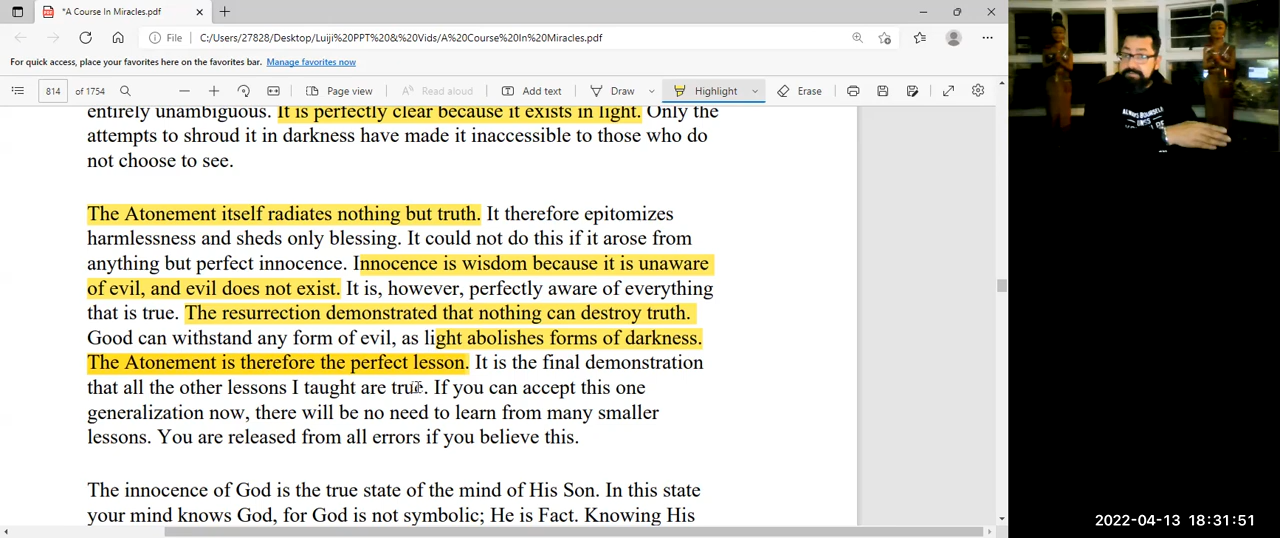 *A Course In Miracles.pdf
File
C:/Users/27828/Desktop/Luiji%20PPT%20&%20Vids/A%20Course%20In%20Miracles.pdf
For quick access, place your favorites here on the favorites bar. Manage favorites now
814 of 1754
Page view
Read aloud
Add text
Draw
Highlight
Erase
entirely unambiguous. It is perfectly clear because it exists in light. Only the
attempts to shroud it in darkness have made it inaccessible to those who do
not choose to see.
The Atonement itself radiates nothing but truth. It therefore epitomizes
harmlessness and sheds only blessing. It could not do this if it arose from
anything but perfect innocence. Innocence is wisdom because it is unaware
of evil, and evil does not exist. It is, however, perfectly aware of everything
that is true. The resurrection demonstrated that nothing can destroy truth.
Good can withstand any form of evil, as light abolishes forms of darkness.
The Atonement is therefore the perfect lesson. It is the final demonstration
that all the other lessons I taught are true. If you can accept this one
generalization now, there will be no need to learn from many smaller
lessons. You are released from all errors if you believe this.
The innocence of God is the true state of the mind of His Son. In this state
your mind knows God, for God is not symbolic; He is Fact. Knowing His
ALWAYS
2022-04-13 18:31:51